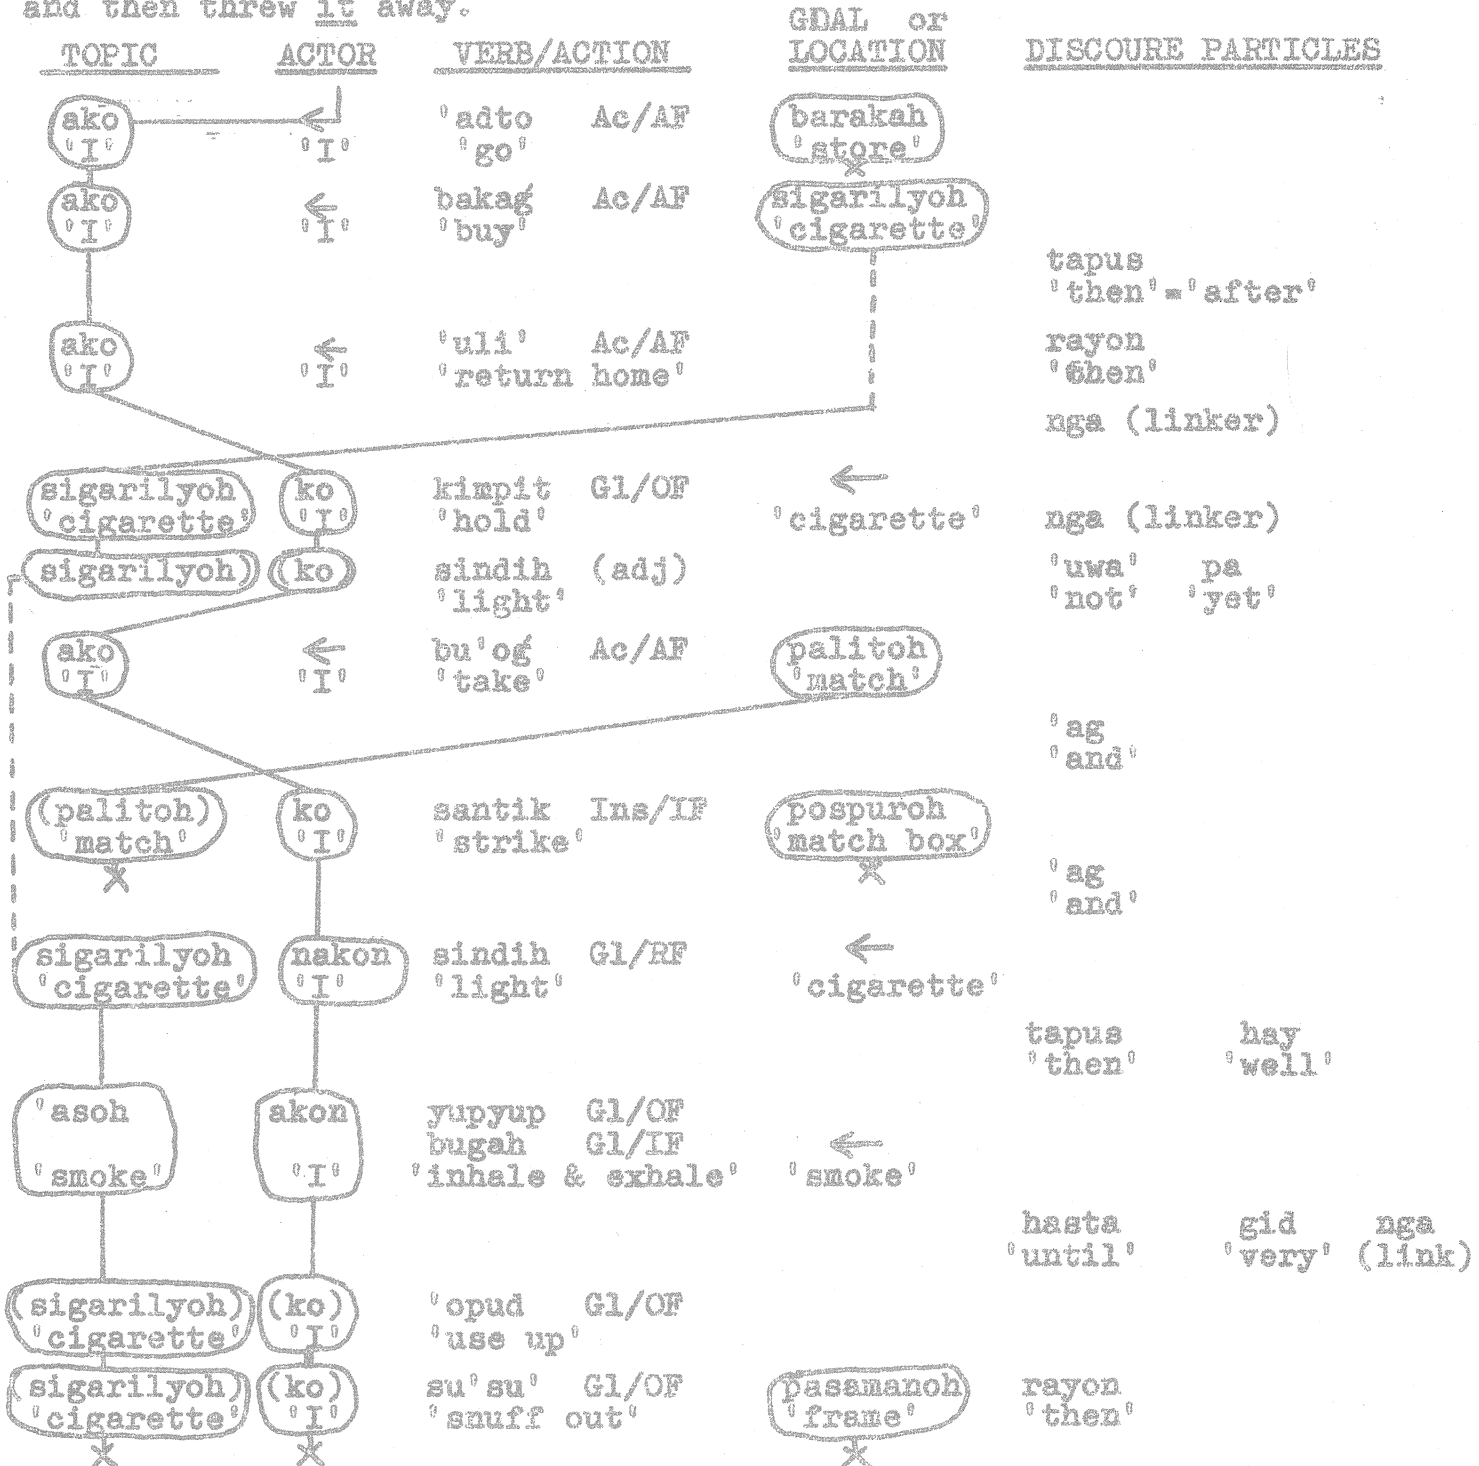 and then threw it away.
GOAL or
TOPIC ACTOR VERB/ACTION LOCATION DISCOURE PARTICLES
ako 'adto Ac/AF barakah
'I' 'I' 'go' 'store'
ako bakag Ac/AF sigarilyoh
'I' 'I' 'buy' 'cigarette'
tapus
'then'='after'
ako 'uli' Ac/AF rayon
'I' 'I' 'return home' 'then'
nga (linker)
sigarilyoh ko kimpit Gl/OF
'cigarette' 'I' 'hold' 'cigarette' nga (linker)
sigarilyoh) (ko) sindih (adj) 'uwa' pa
'light' 'not' 'yet'
ako bu'og Ac/AF palitoh
'I' 'I' 'take' 'match'
'ag
'and'
(palitoh) ko santik Ins/IF pospuroh
'match' 'I' 'strike' 'match box'
'ag
'and'
sigarilyoh nakon sindih Gl/RF
'cigarette' 'I' 'light' 'cigarette'
tapus hay
'then' 'well'
'asoh akon yupyup Gl/OF
bugah Gl/IF
'smoke' 'I' 'inhale & exhale' 'smoke'
hasta gid nga
'until' 'very' (link)
(sigarilyoh) (ko) 'opud Gl/OF
'cigarette' 'I' 'use up'
(sigarilyoh) (ko) su'su' Gl/OF pasamanoh rayon
'cigarette' 'I' 'snuff out' 'frame' 'then'